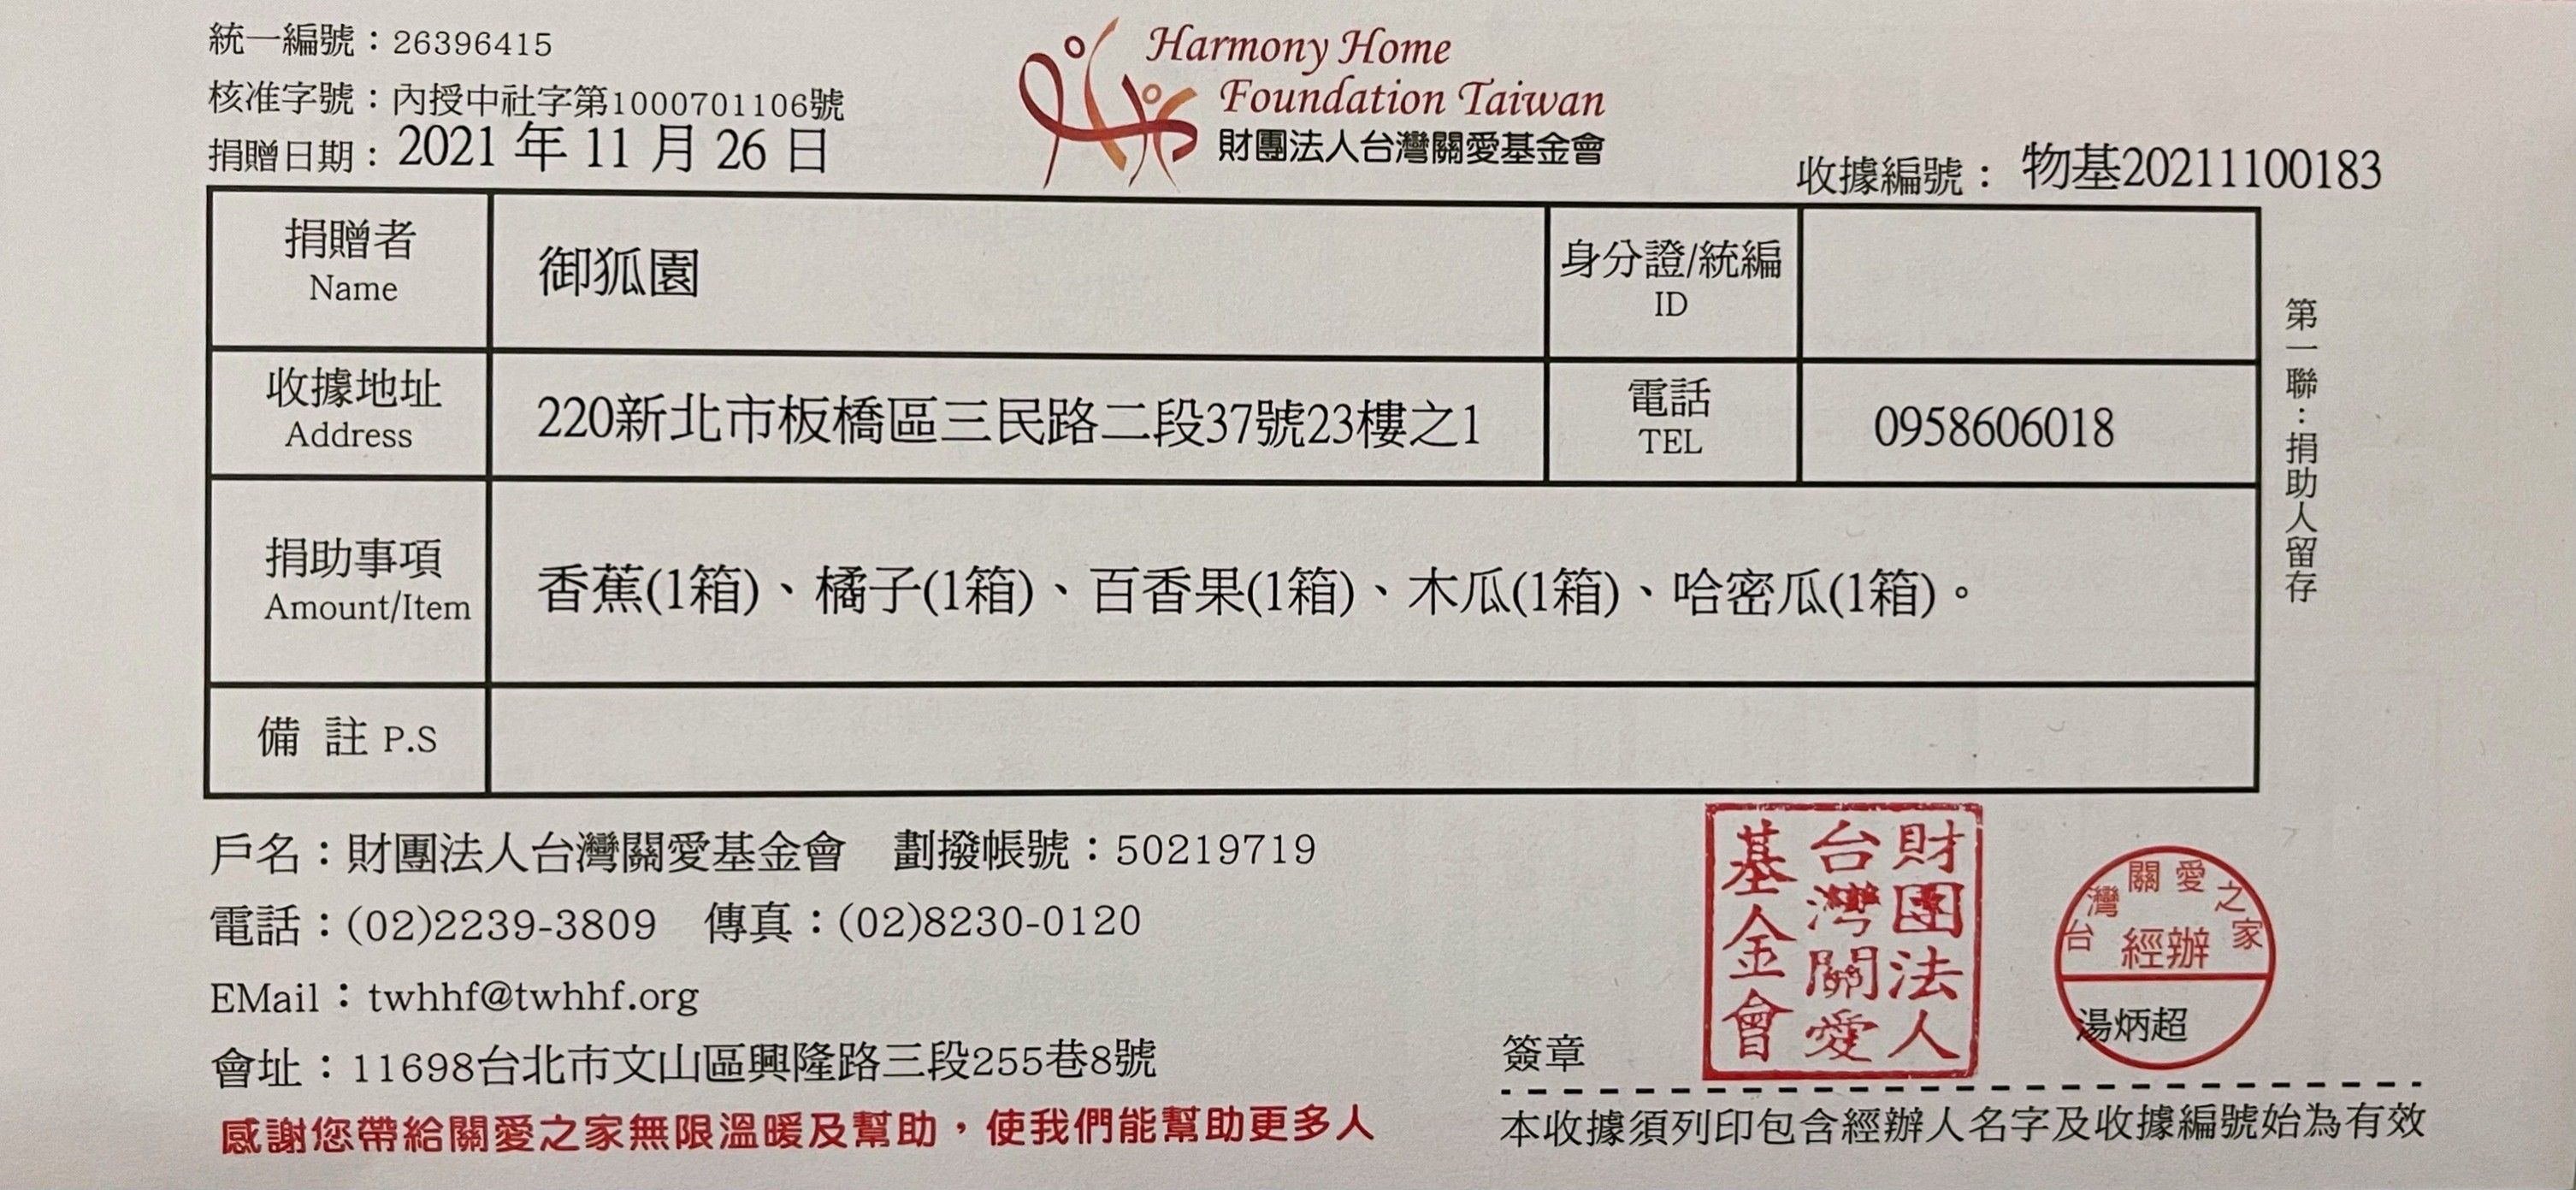 統一編號：26396415
核准字號：內授中社字第1000701106號
捐贈日期：2021 年 11 月 26 日
Harmony Home
Foundation Taiwan
財團法人台灣關愛基金會
收據編號：物基20211100183
捐贈者
Name
御狐園
身分證/統編
ID
收據地址
Address
220新北市板橋區三民路二段37號23樓之1
電話
TEL
0958606018
捐助事項
Amount/Item
香蕉(1箱)、橘子(1箱)、百香果(1箱)、木瓜(1箱)、哈密瓜(1箱)。
備 註 P.S
第一聯：捐助人留存
戶名：財團法人台灣關愛基金會 劃撥帳號：50219719
電話：(02)2239-3809 傳真：(02)8230-0120
EMail：twhhf@twhhf.org
會址：11698台北市文山區興隆路三段255巷8號
感謝您帶給關愛之家無限溫暖及幫助，使我們能幫助更多人
簽章
財團法人
台灣關愛
基金會
台灣關愛之家
經辦
湯炳超
本收據須列印包含經辦人名字及收據編號始為有效